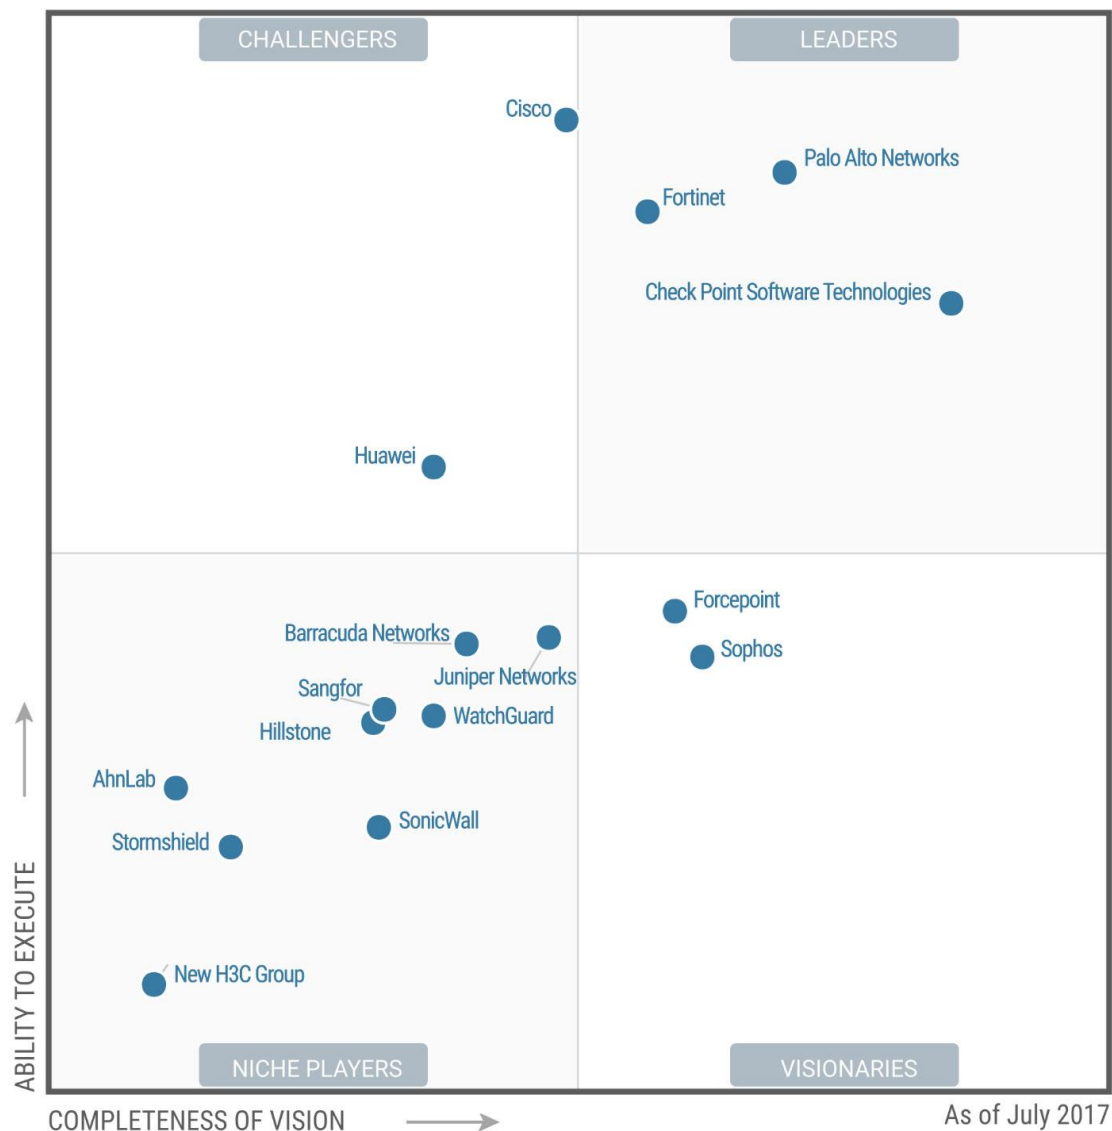 CHALLENGERS
LEADERS
Cisco
Palo Alto Networks
Fortinet
Check Point Software Technologies
Huawei
Forcepoint
Barracuda Networks
Sophos
Juniper Networks
Sangfor
WatchGuard
Hillstone
AhnLab
SonicWall
Stormshield
New H3C Group
ABILITY TO EXECUTE
NICHE PLAYERS
VISIONARIES
COMPLETENESS OF VISION
As of July 2017